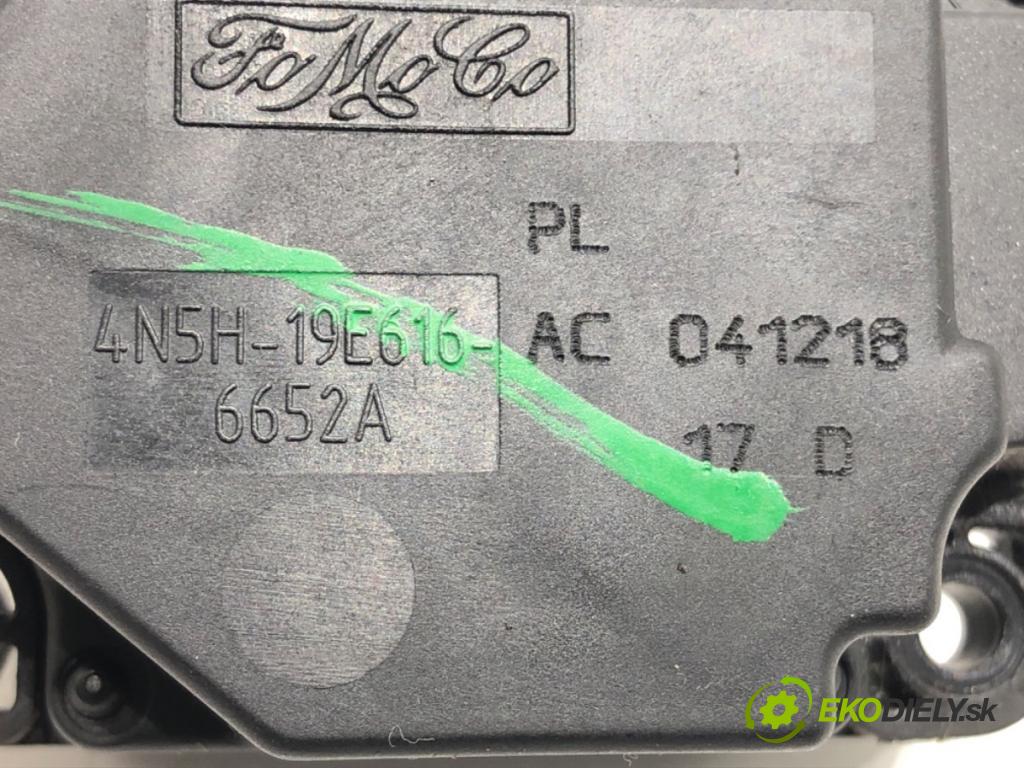 FoMoCo
PL
4N5H-19E616- AC 041218
6652A
17 D
EKODIELY.sk